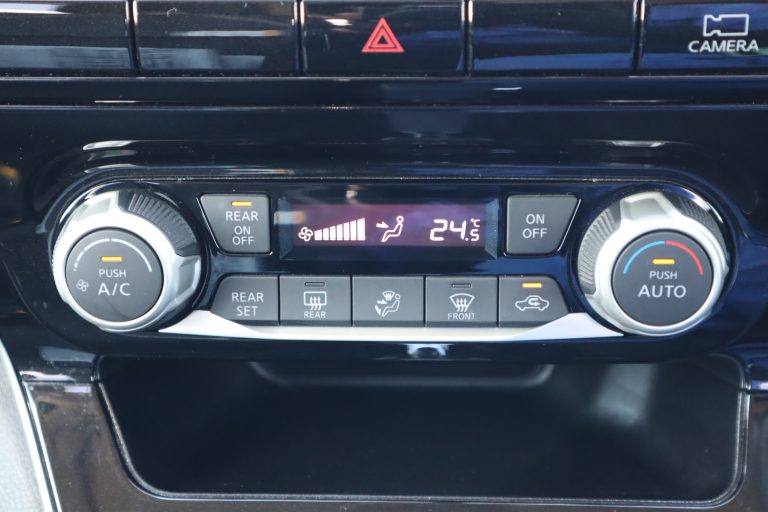 CAMERA
REAR
ON
OFF
24.5°C
ON
OFF
PUSH
A/C
PUSH
AUTO
REAR
SET
REAR
FRONT